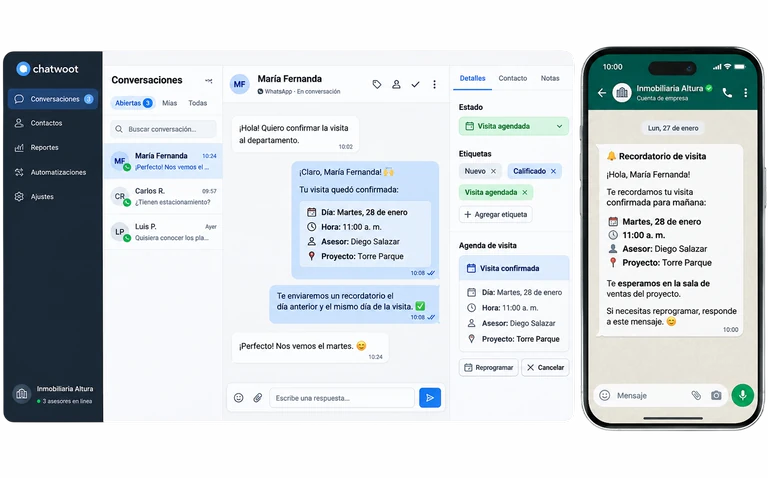 chatwoot
Conversaciones 3
Contactos
Reportes
Automatizaciones
Ajustes
Inmobiliaria Altura
3 asesores en línea
Conversaciones
Abiertas 3 Mías Todas
Buscar conversación...
MF María Fernanda 10:24
¡Perfecto! Nos vemos el ...
CR Carlos R. 09:57
¿Tienen estacionamiento?
LP Luis P. Ayer
Quisiera conocer los pla...
MF María Fernanda
WhatsApp · En conversación
¡Hola! Quiero confirmar la visita
al departamento.
10:02
¡Claro, María Fernanda! 🙌
Tu visita quedó confirmada:
Día: Martes, 28 de enero
Hora: 11:00 a. m.
Asesor: Diego Salazar
Proyecto: Torre Parque
10:08
Te enviaremos un recordatorio el
día anterior y el mismo día de la visita. ✅
10:08
¡Perfecto! Nos vemos el martes. 😊
10:24
Escribe una respuesta...
Detalles Contacto Notas
Estado
Visita agendada
Etiquetas
Nuevo × Calificado ×
Visita agendada ×
+ Agregar etiqueta
Agenda de visita
Visita confirmada
Día: Martes, 28 de enero
Hora: 11:00 a. m.
Asesor: Diego Salazar
Proyecto: Torre Parque
Reprogramar × Cancelar
10:00
Inmobiliaria Altura
Cuenta de empresa
Lun, 27 de enero
🔔 Recordatorio de visita
¡Hola, María Fernanda!
Te recordamos tu visita
confirmada para mañana:
Martes, 28 de enero
11:00 a. m.
Asesor: Diego Salazar
Proyecto: Torre Parque
Te esperamos en la sala de
ventas del proyecto.
Si necesitas reprogramar, responde
a este mensaje. 😊
10:00
Mensaje